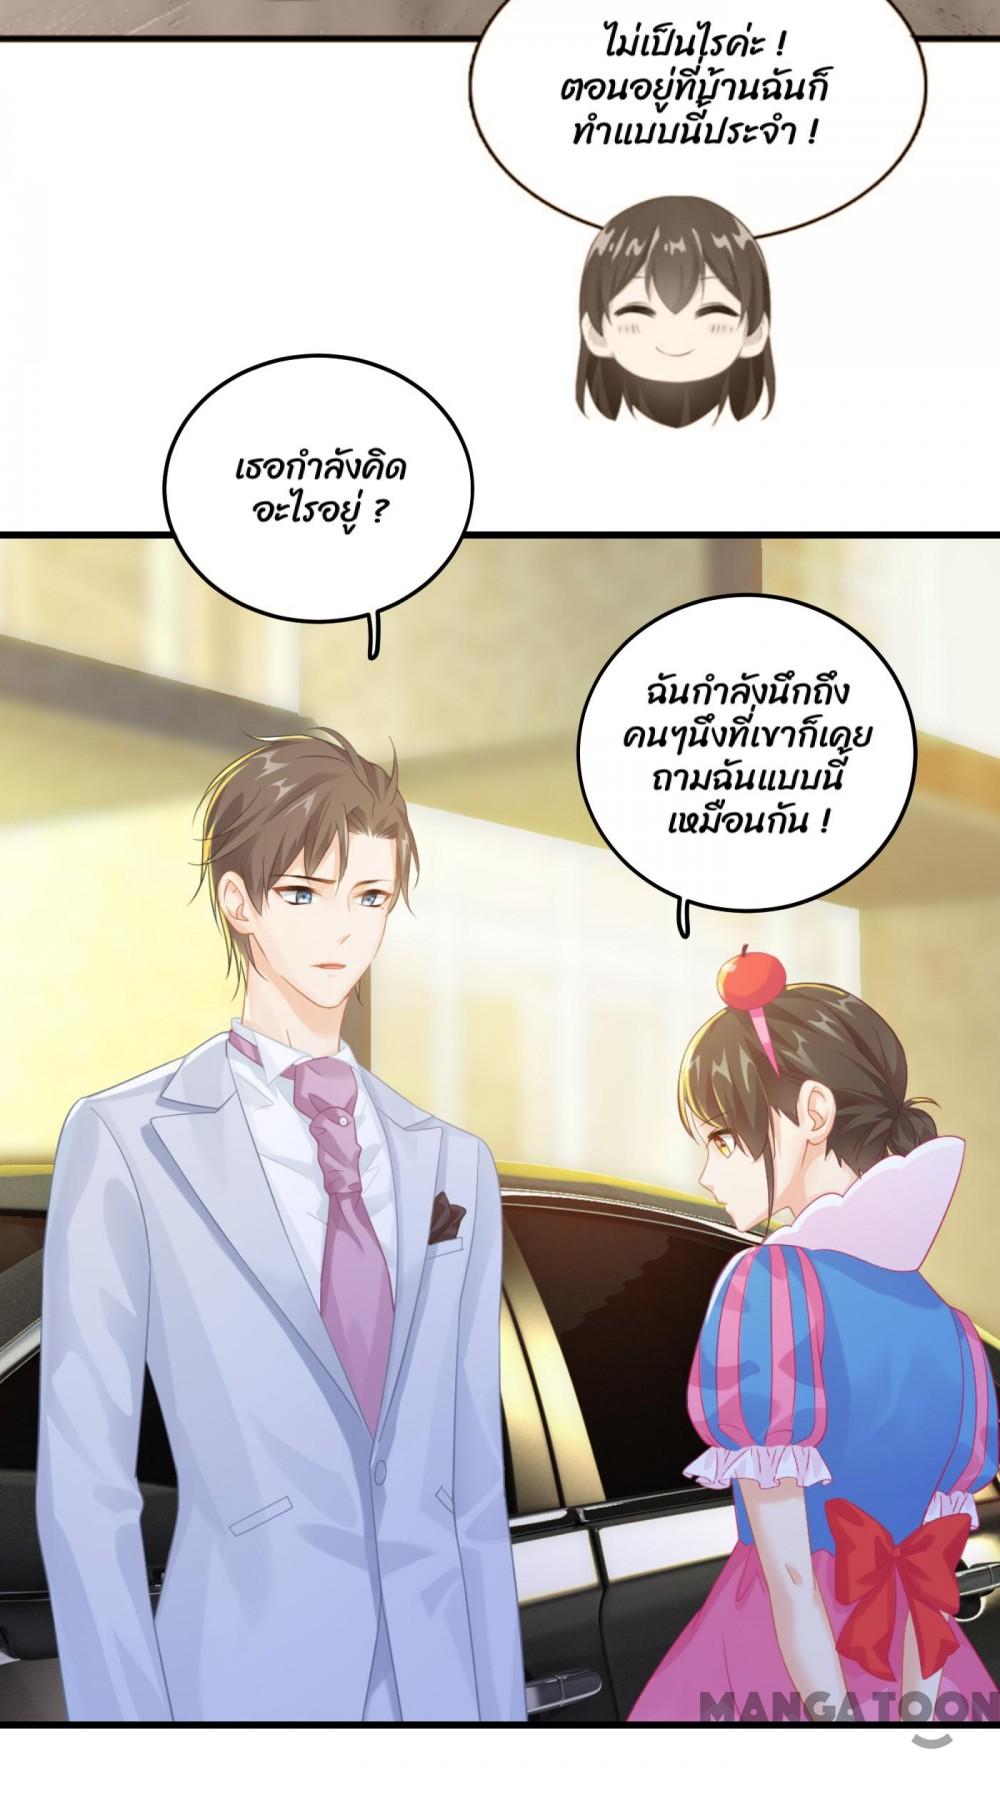 ไม่เป็นไรค่ะ !
ตอนอยู่ที่บ้านฉันก็
ทำแบบนี้ประจำ !
เธอกำลังคิด
อะไรอยู่ ?
ฉันกำลังนึกถึง
คนๆนึงที่เขาก็เคย
ถามฉันแบบนี้
เหมือนกัน !
MANGATOON